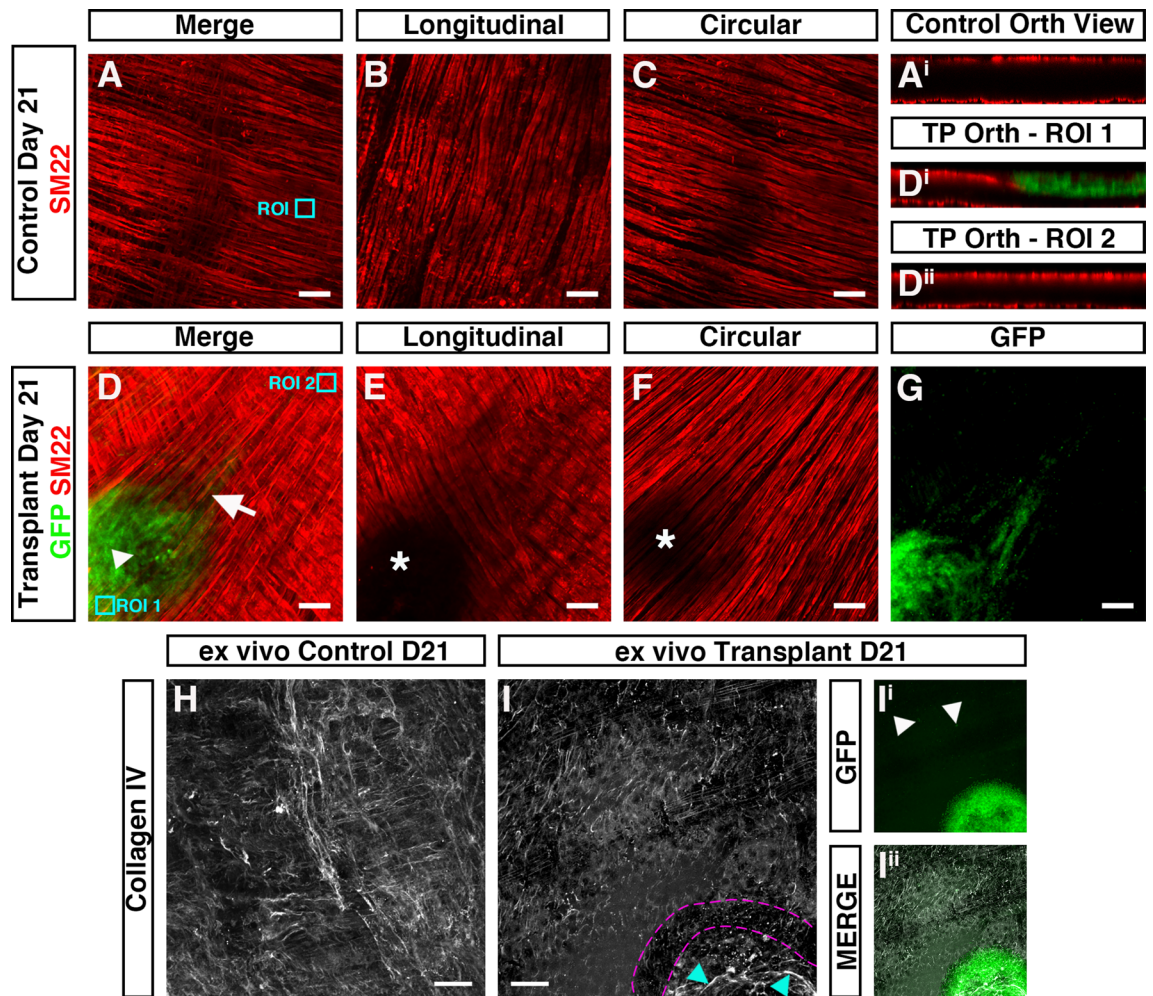 Merge
Longitudinal
Circular
Control Orth View
Control Day 21
SM22
A
ROI
B
C
Aⁱ
TP Orth - ROI 1
Dⁱ
TP Orth - ROI 2
Dⁱⁱ
Merge
Longitudinal
Circular
GFP
Transplant Day 21
GFP SM22
D
ROI 2
ROI 1
E
*
F
*
G
ex vivo Control D21
ex vivo Transplant D21
Collagen IV
H
I
GFP
Iⁱ
MERGE
Iⁱⁱ